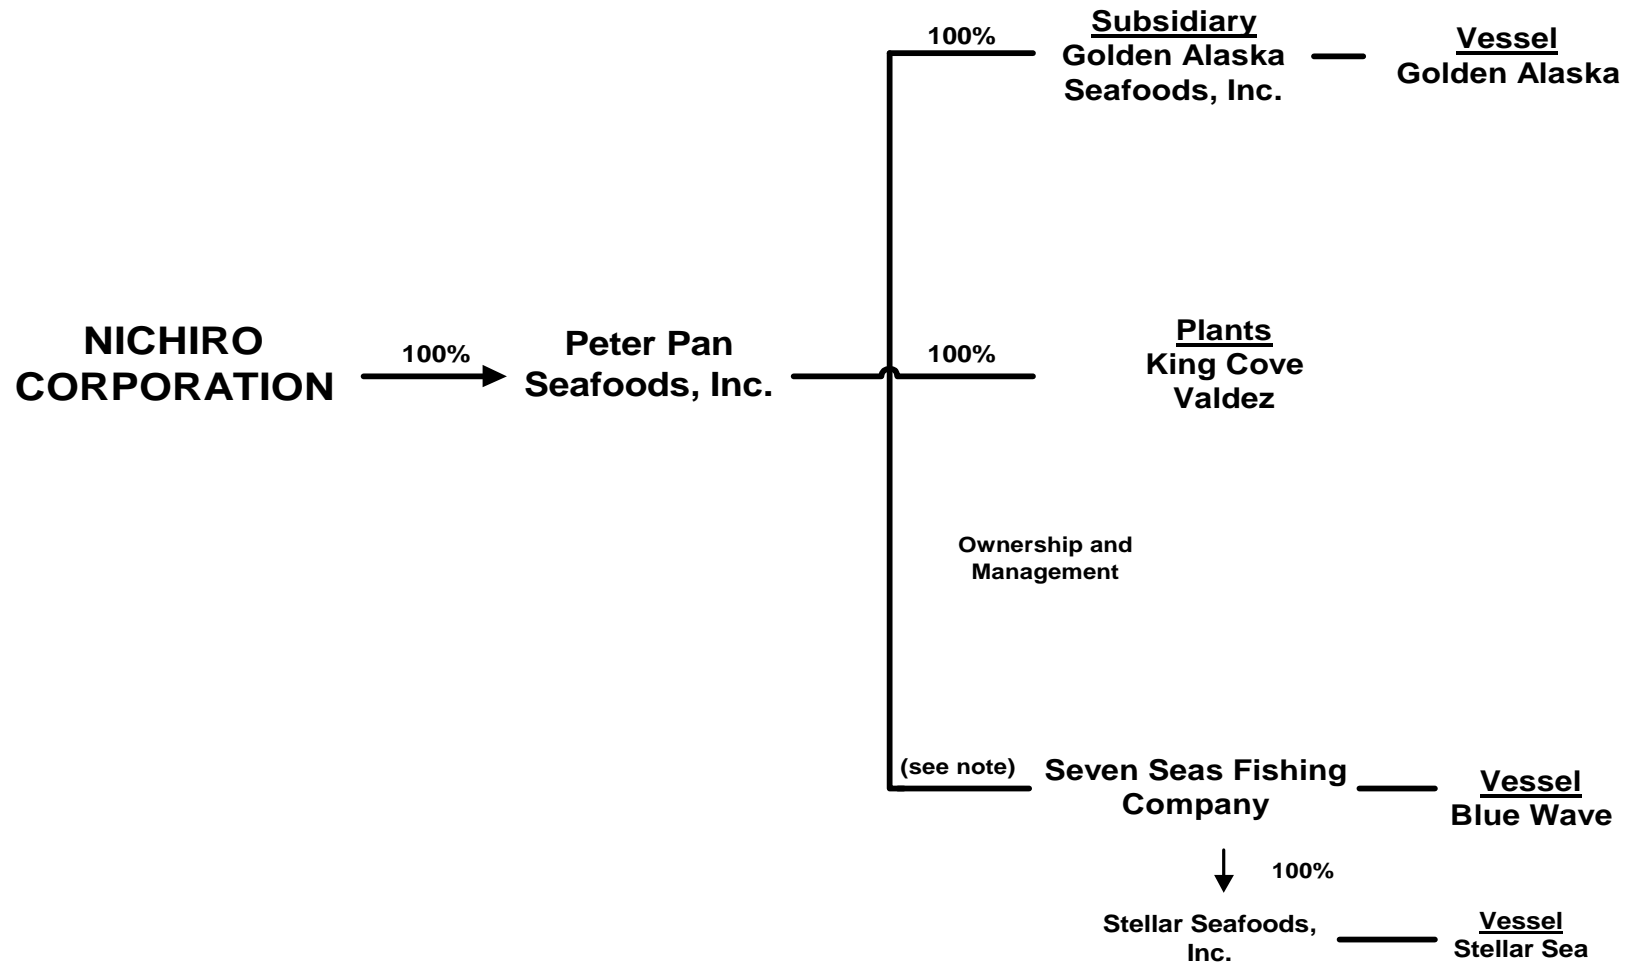 100%
Subsidiary
Golden Alaska
Seafoods, Inc.
Vessel
Golden Alaska
NICHIRO
CORPORATION
100%
Peter Pan
Seafoods, Inc.
100%
Plants
King Cove
Valdez
Ownership and
Management
(see note)
Seven Seas Fishing
Company
Vessel
Blue Wave
100%
Stellar Seafoods,
Inc.
Vessel
Stellar Sea